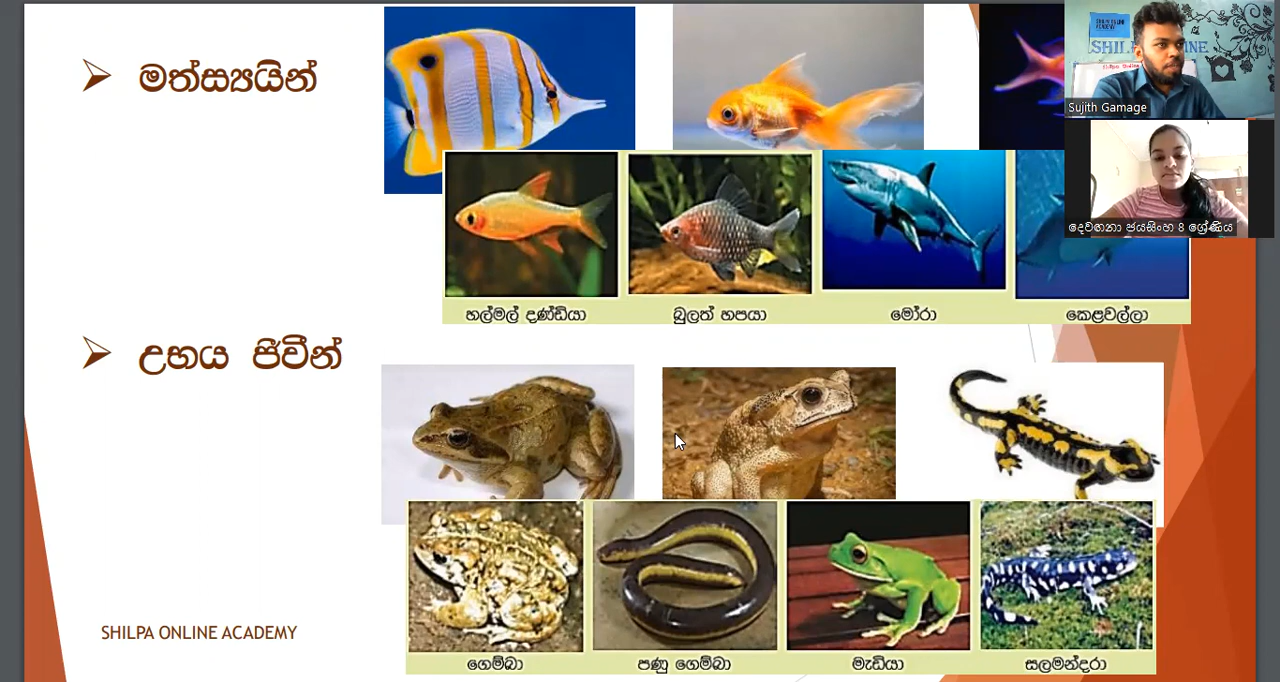 මත්ස්‍යයින්
Sujith Gamage
දෙව්ගනා ජයසිංහ 8 ශ්‍රේණිය
හල්මල් දණ්ඩියා
බුලත් හපයා
මෝරා
කෙළවල්ලා
උභය ජීවීන්
ගෙම්බා
පණු ගෙම්බා
මැඩියා
සලමන්දරා
SHILPA ONLINE ACADEMY